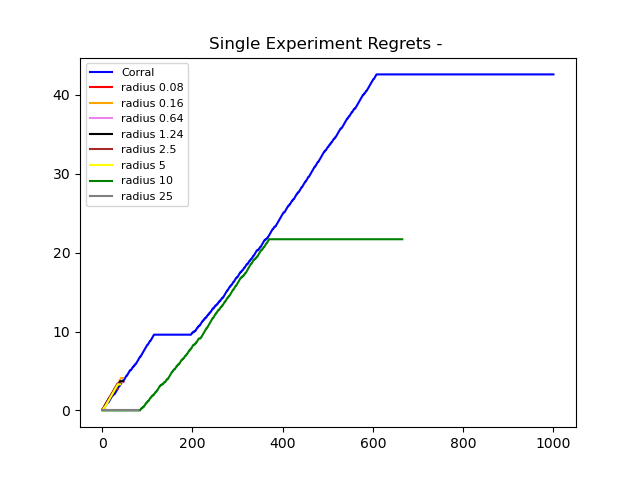 Single Experiment Regrets -
Corral
radius 0.08
radius 0.16
radius 0.64
radius 1.24
radius 2.5
radius 5
radius 10
radius 25
40
30
20
10
0
0 200 400 600 800 1000